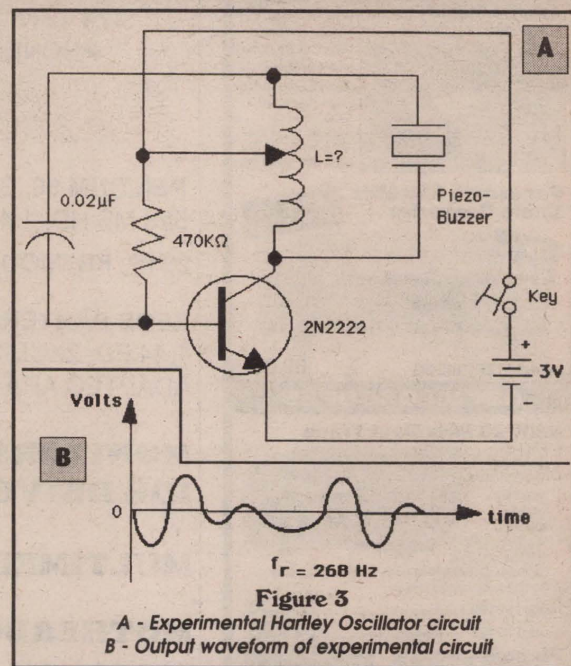 A
0.02µF
470KΩ
L=?
Piezo-
Buzzer
2N2222
Key
+
3V
Volts
B
0
time
fr = 268 Hz
Figure 3
A - Experimental Hartley Oscillator circuit
B - Output waveform of experimental circuit